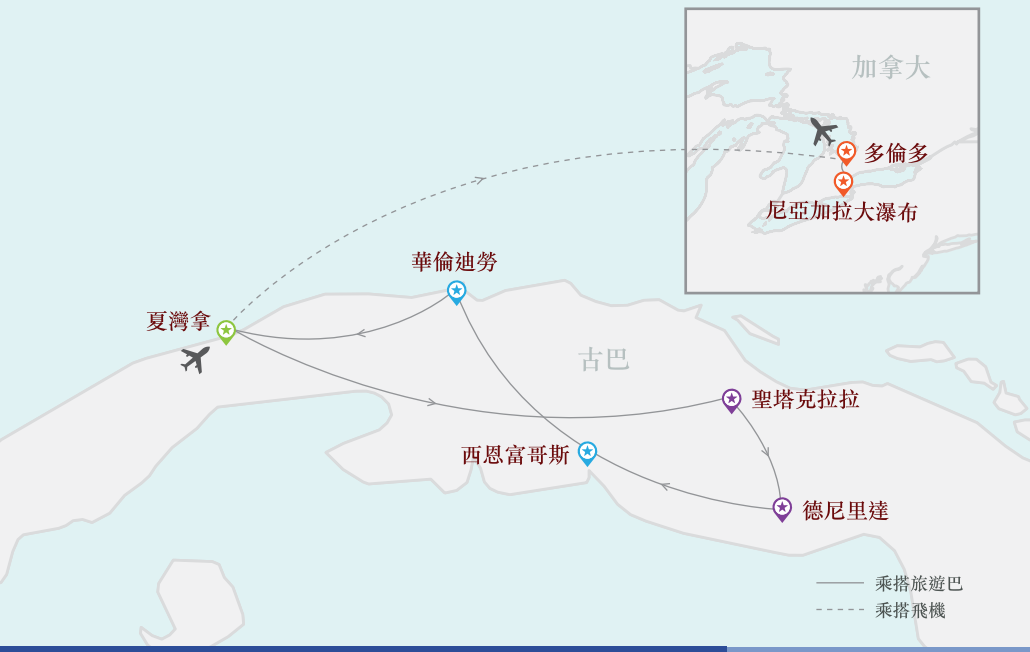 加拿大
多倫多
尼亞加拉大瀑布
華倫迪勞
夏灣拿
古巴
聖塔克拉拉
西恩富哥斯
德尼里達
乘搭旅遊巴
乘搭飛機